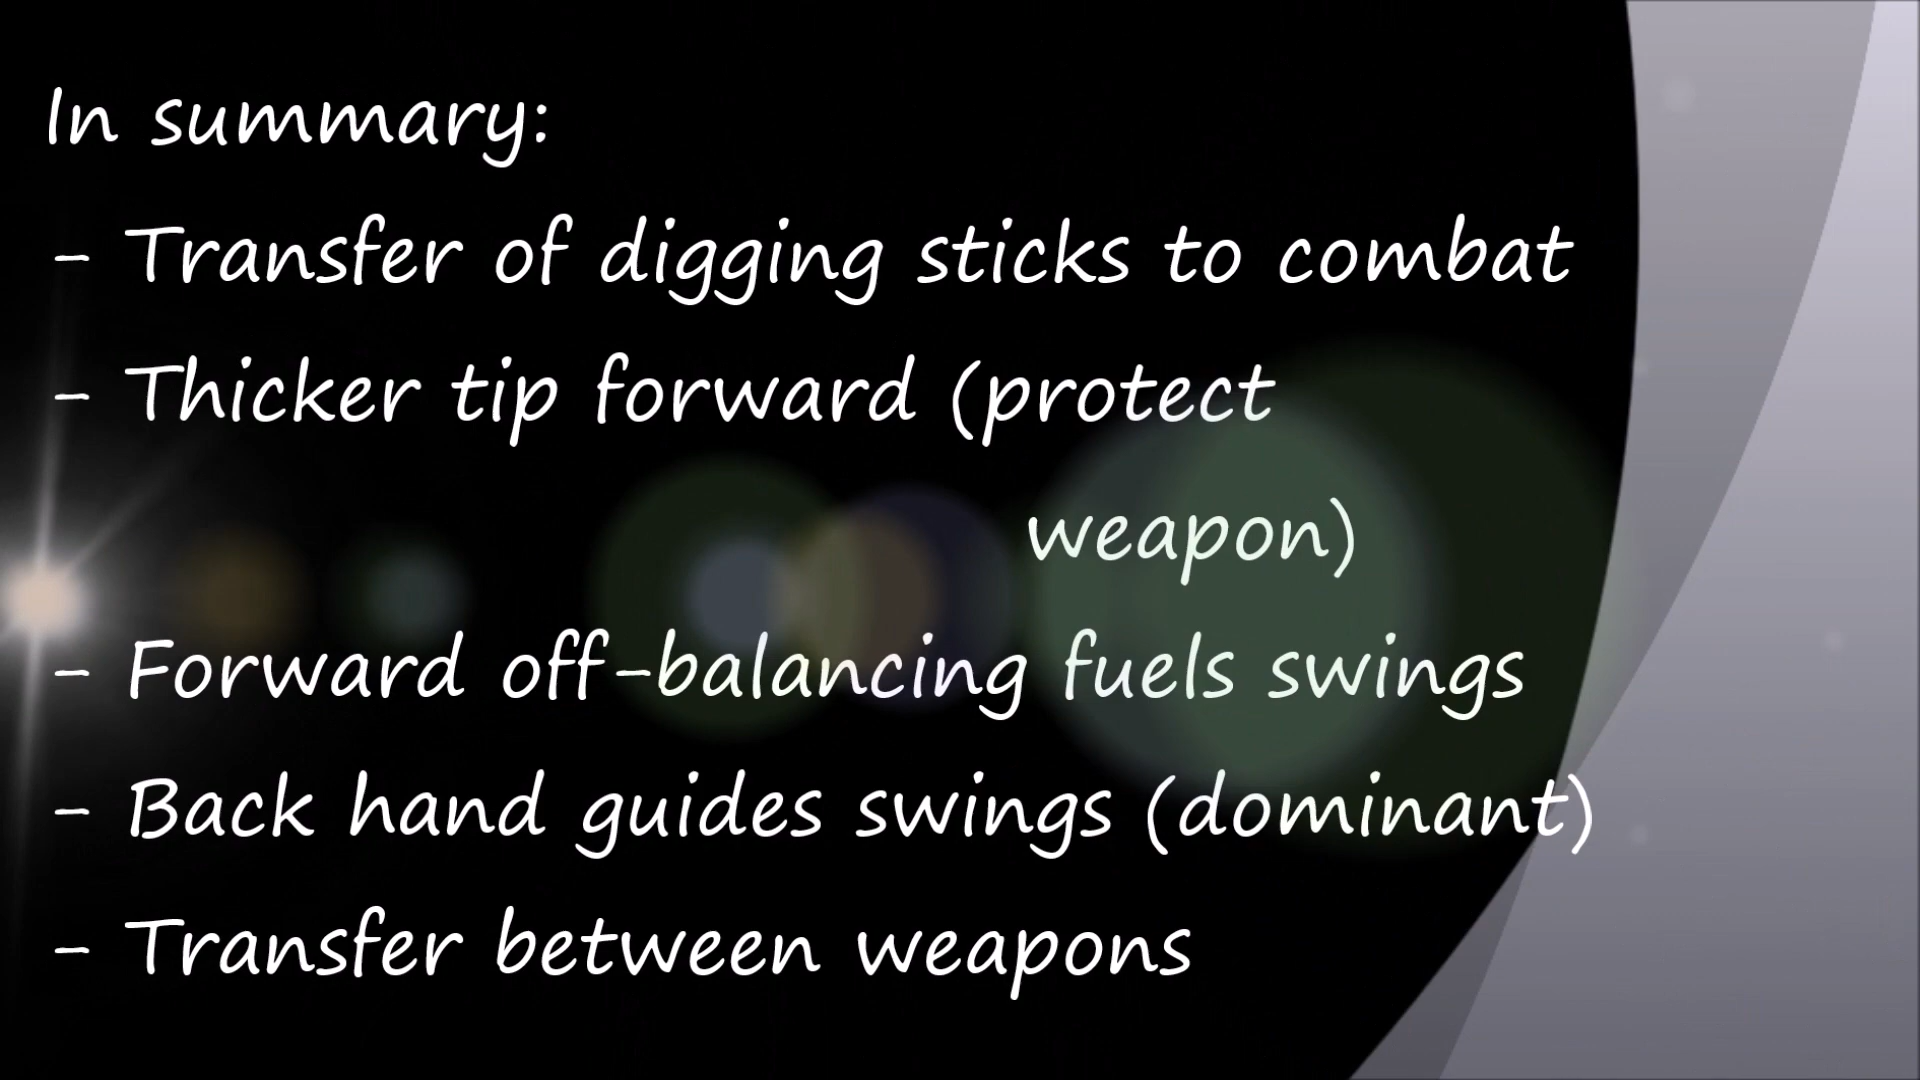 In summary:
- Transfer of digging sticks to combat
- Thicker tip forward (protect
weapon)
- Forward off-balancing fuels swings
- Back hand guides swings (dominant)
- Transfer between weapons